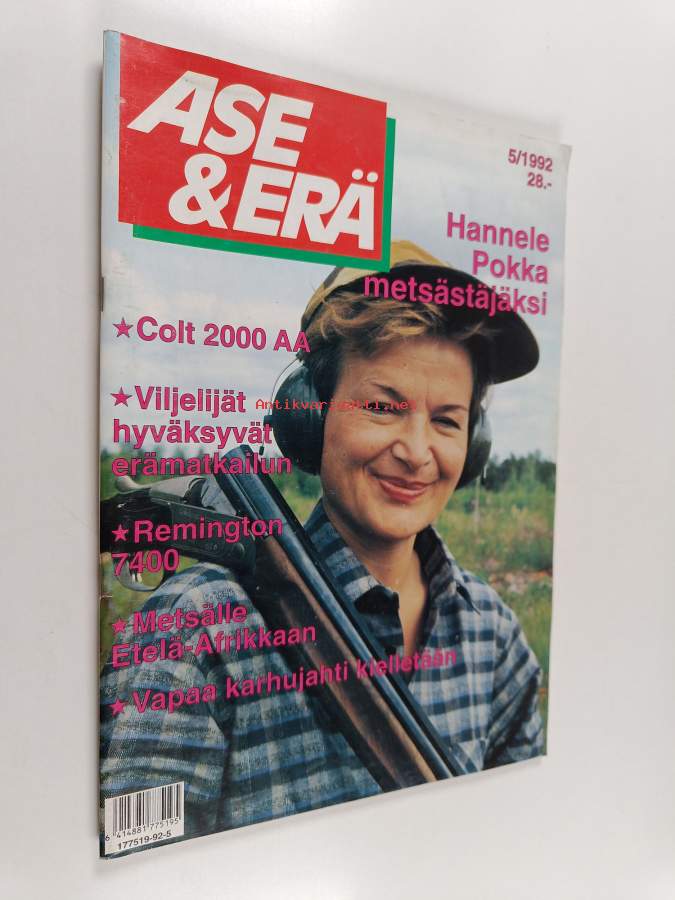 ASE
& ERÄ
5/1992
28.-
Hannele
Pokka
metsästäjäksi
★Colt 2000 AA
★Viljelijät
hyväksyvät
erämatkailun
Antikvariaatti.net
★Remington
7400
★Metsälle
Etelä-Afrikkaan
★Vapaa karhujahti kielletään
6 414881 775195
177519-92-5